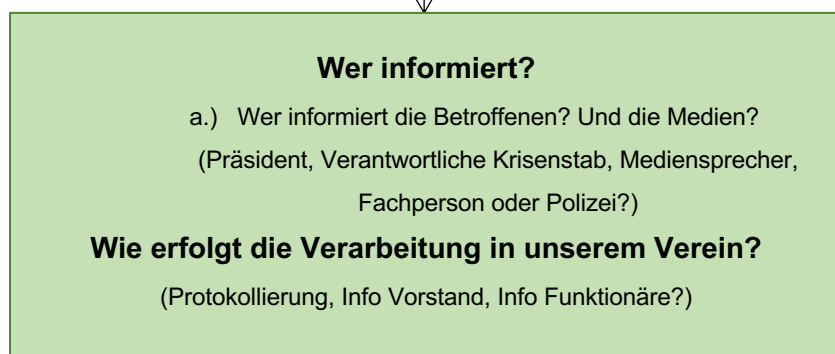 Wer informiert?
a.) Wer informiert die Betroffenen? Und die Medien?
(Präsident, Verantwortliche Krisenstab, Mediensprecher,
Fachperson oder Polizei?)
Wie erfolgt die Verarbeitung in unserem Verein?
(Protokollierung, Info Vorstand, Info Funktionäre?)